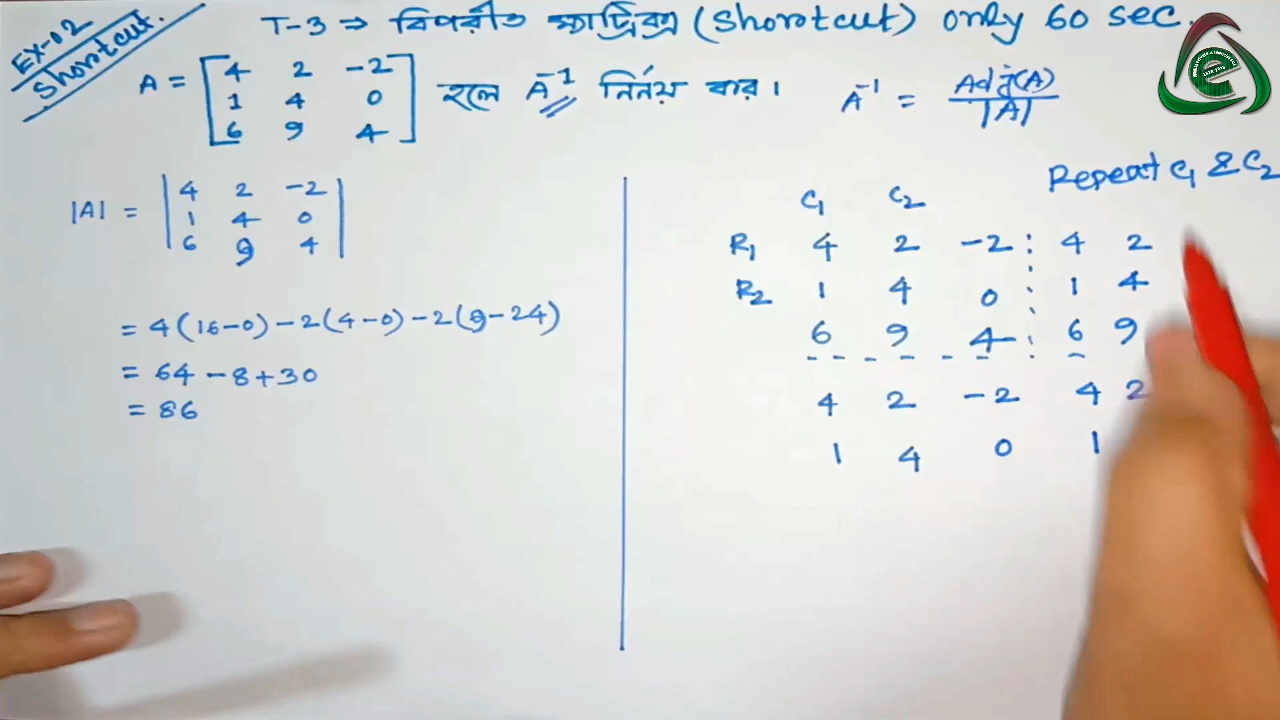 EX-02
Shortcut.
T-3 ⇒ বিপরীত ম্যাট্রিক্স (Shortcut) only 60 sec.
A = [4 2 -2
1 4 0
6 9 4] হলে A⁻¹ নির্নয় কর।
A⁻¹ = Adj(A) / |A|
|A| = |4 2 -2
1 4 0
6 9 4|
= 4(16-0) - 2(4-0) - 2(9-24)
= 64 - 8 + 30
= 86
Repeat C₁ & C₂
C₁ C₂
R₁ 4 2 -2 : 4 2
R₂ 1 4 0 : 1 4
6 9 4 : 6 9
4 2 -2 4 2
1 4 0 1
e